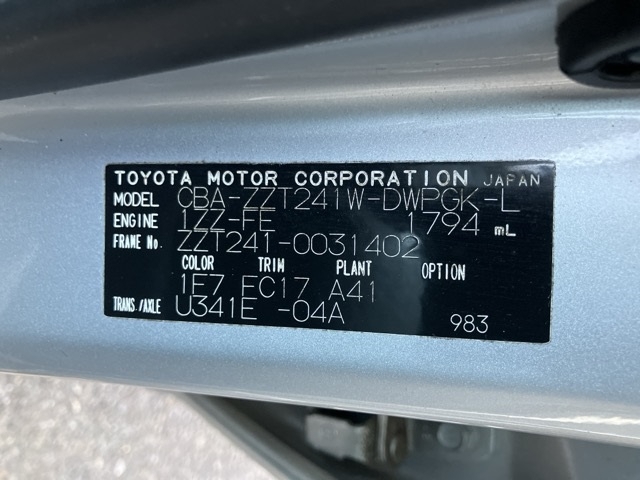 TOYOTA MOTOR CORPORATION JAPAN
MODEL CBA-ZZT241W-DWPGK-L
ENGINE 1ZZ-FE 1794 mL
FRAME No. ZZT241-0031402
COLOR TRIM PLANT OPTION
1F7 FC17 A41
TRANS./AXLE U341E -04A
983